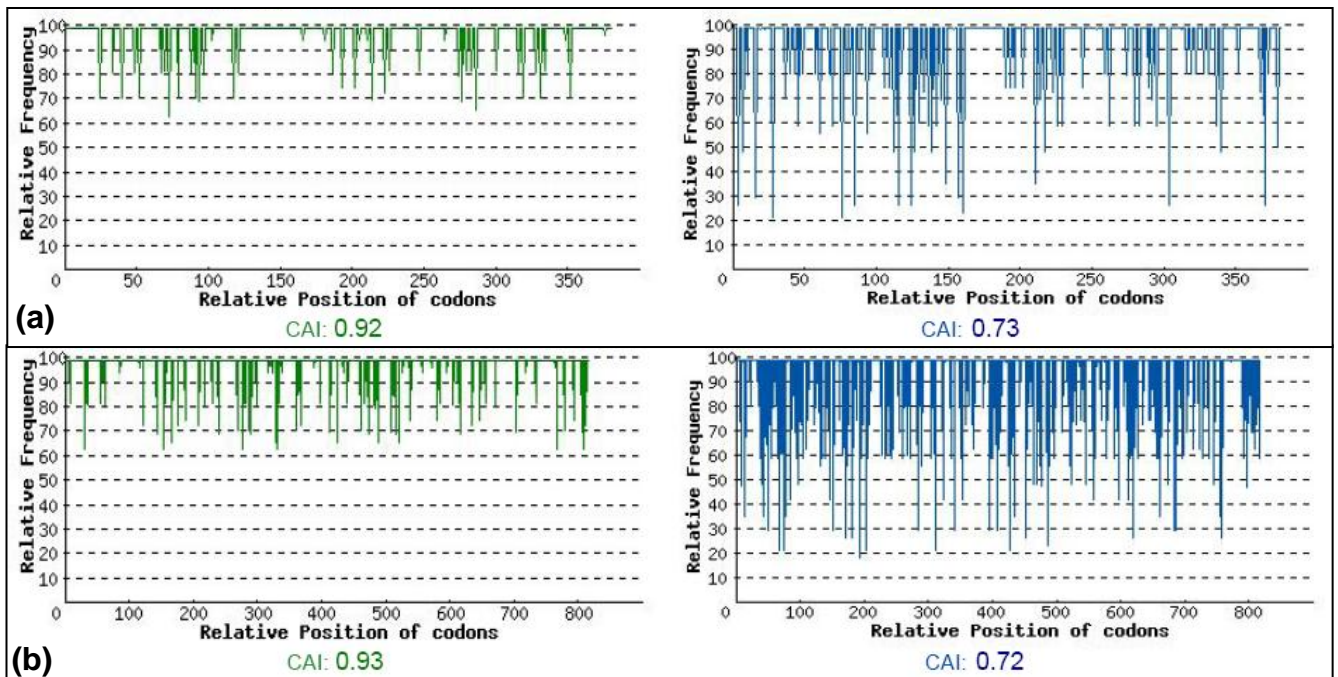 Relative Frequency
100
90
80
70
60
50
40
30
20
10
0 50 100 150 200 250 300 350
Relative Position of codons
CAI: 0.92
Relative Frequency
100
90
80
70
60
50
40
30
20
10
0 50 100 150 200 250 300 350
Relative Position of codons
CAI: 0.73
(a)
Relative Frequency
100
90
80
70
60
50
40
30
20
10
0 100 200 300 400 500 600 700 800
Relative Position of codons
CAI: 0.93
Relative Frequency
100
90
80
70
60
50
40
30
20
10
0 100 200 300 400 500 600 700 800
Relative Position of codons
CAI: 0.72
(b)